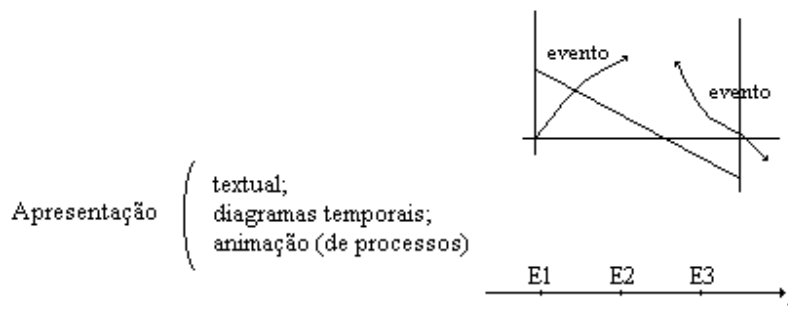 evento
evento
Apresentação
textual;
diagramas temporais;
animação (de processos)
E1 E2 E3